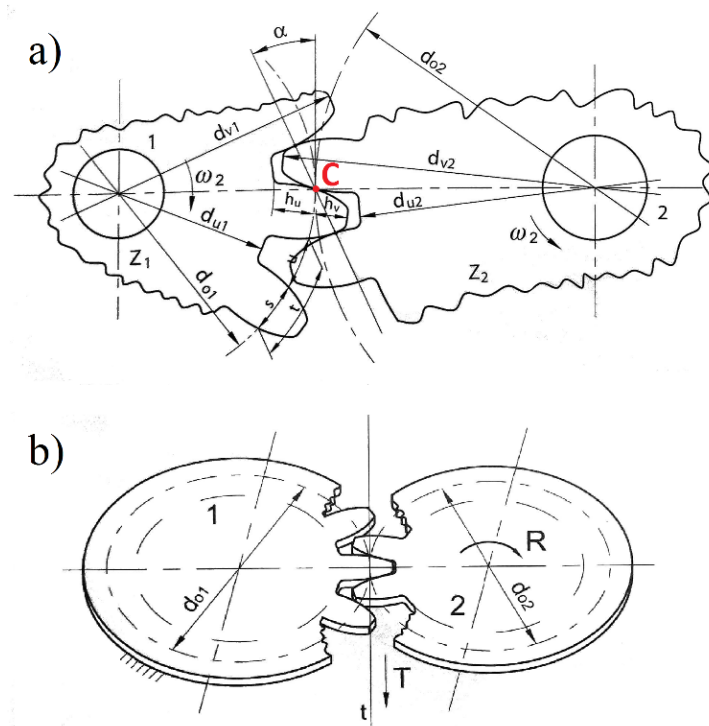 a)
α
d₀₂
1
dᵥ₁
C
dᵥ₂
ω₂
hᵤ
hᵥ
dᵤ₂
2
dᵤ₁
ω₂
Z₁
u
Z₂
d₀₁
s
t
b)
1
R
d₀₁
d₀₂
2
T
t